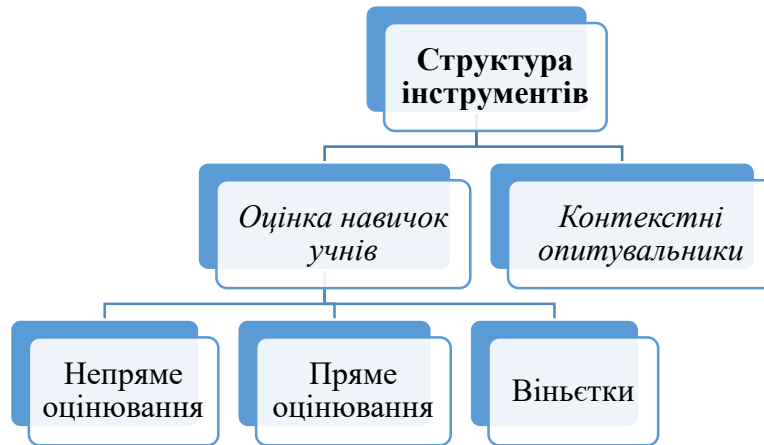 Структура
інструментів
Оцінка навичок
учнів
Контекстні
опитувальники
Непряме
оцінювання
Пряме
оцінювання
Віньєтки